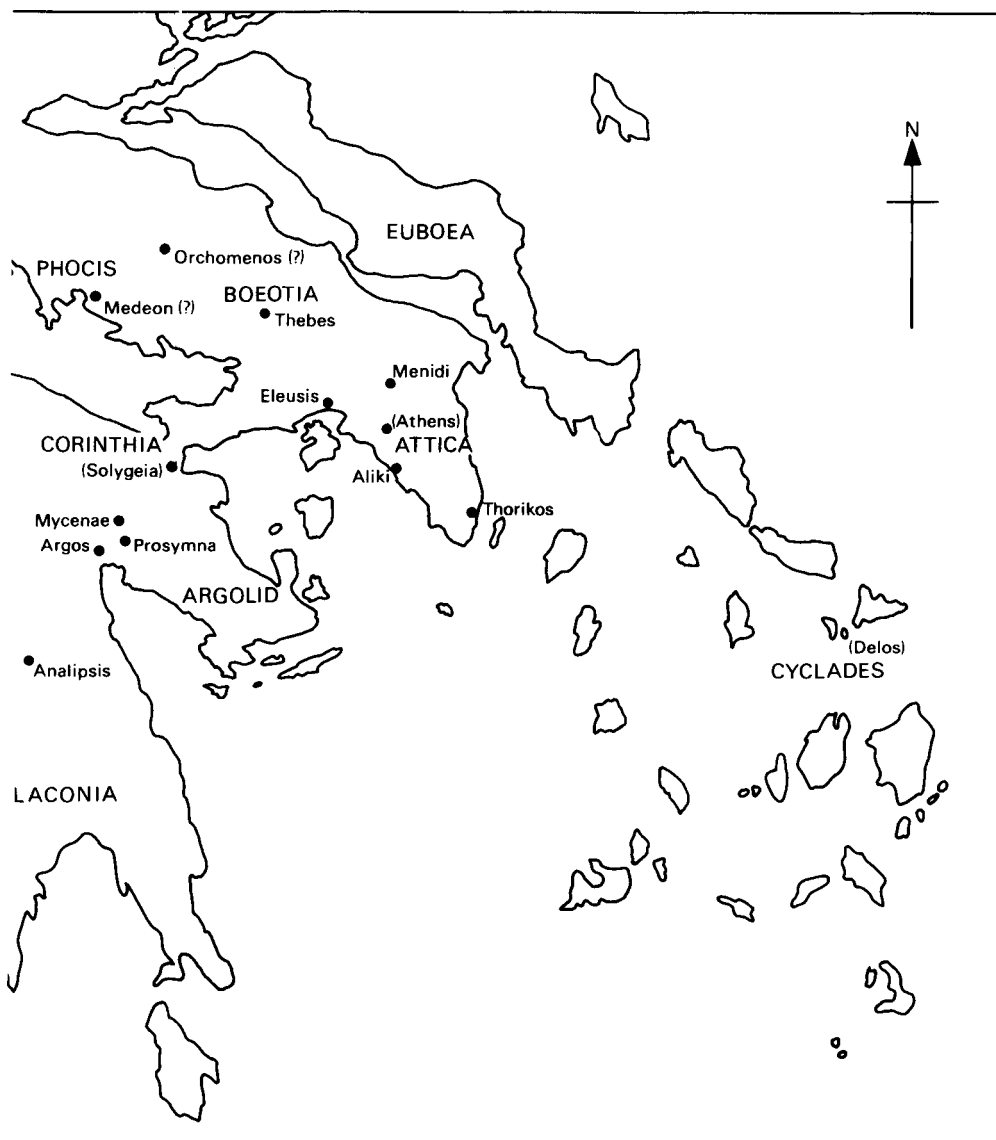 N
EUBOEA
Orchomenos (?)
PHOCIS
Medeon (?)
BOEOTIA
Thebes
Menidi
Eleusis
(Athens)
CORINTHIA
ATTICA
(Solygeia)
Aliki
Thorikos
Mycenae
Argos
Prosymna
ARGOLID
(Delos)
Analipsis
CYCLADES
LACONIA